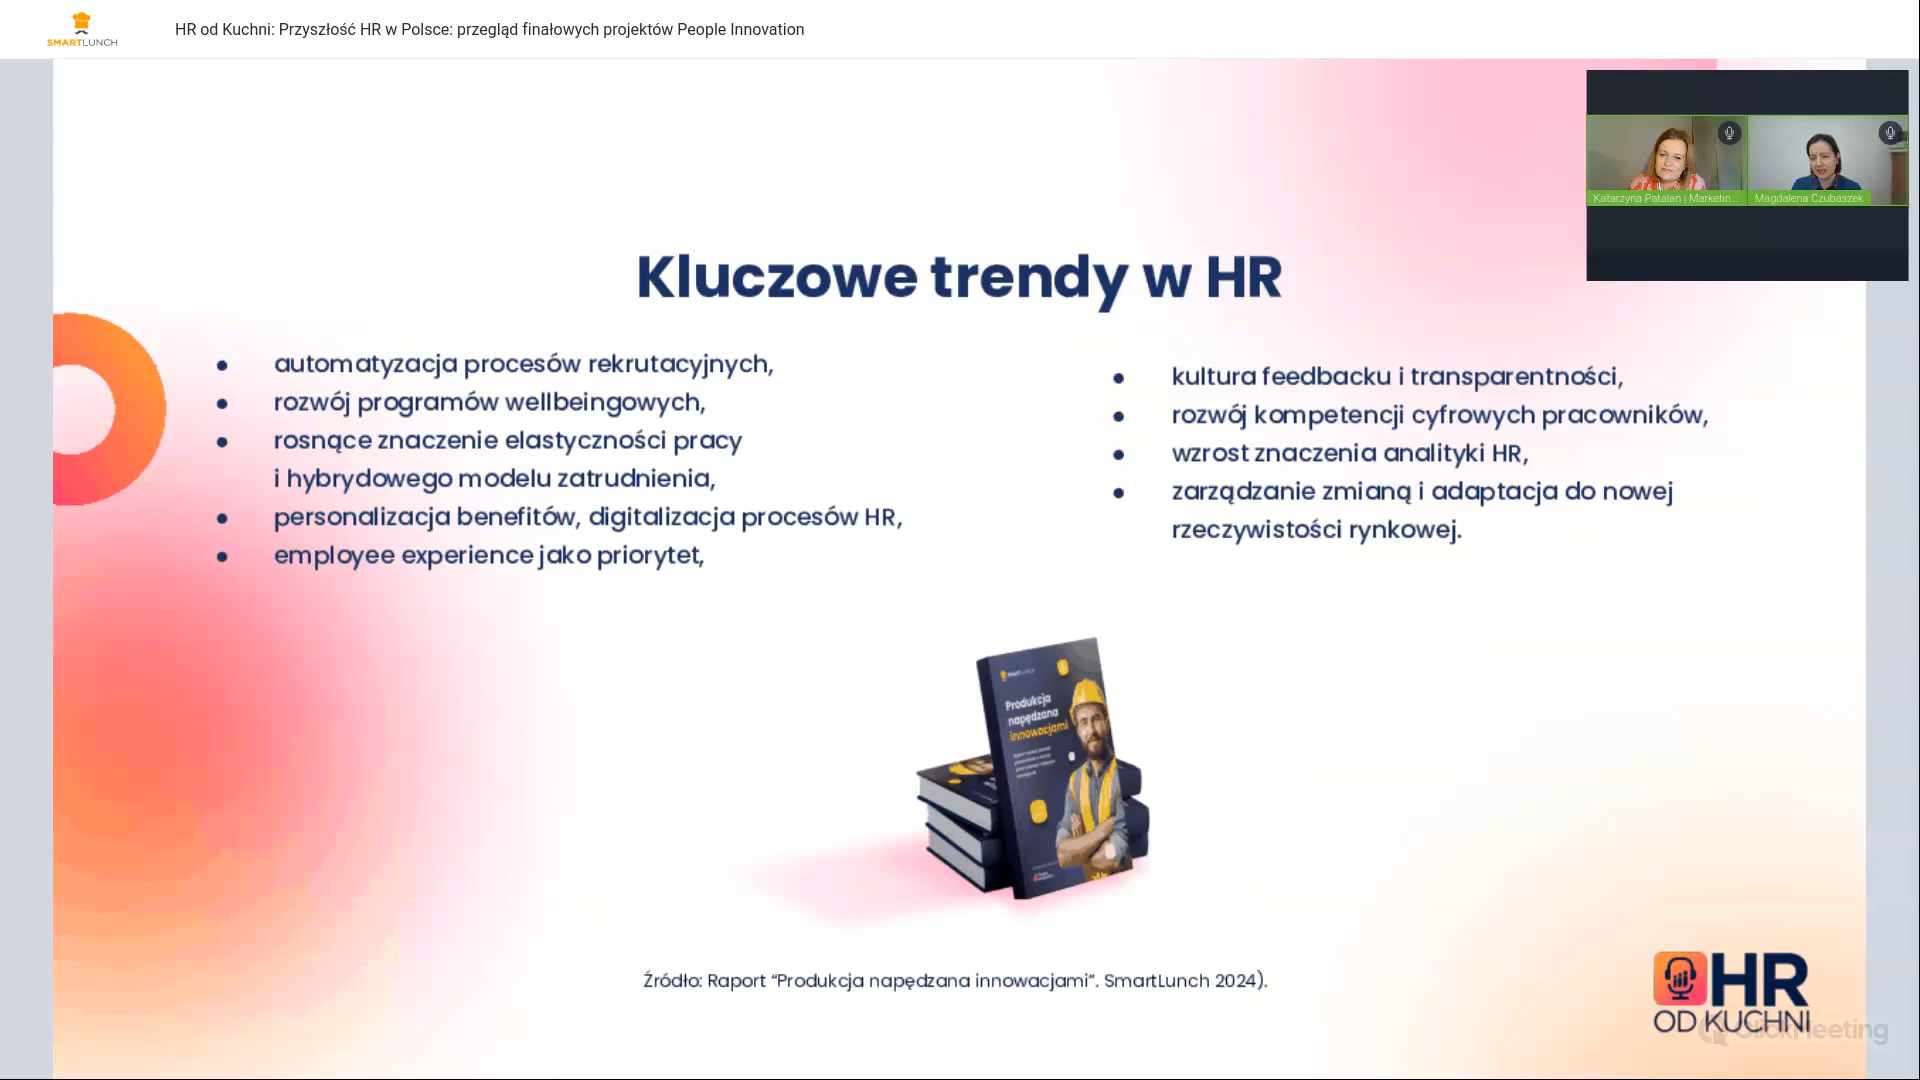 SMARTLUNCH
HR od Kuchni: Przyszłość HR w Polsce: przegląd finałowych projektów People Innovation
Katarzyna Patalan | Marketin...
Magdalena Czubaszek
Kluczowe trendy w HR
• automatyzacja procesów rekrutacyjnych,
• rozwój programów wellbeingowych,
• rosnące znaczenie elastyczności pracy
i hybrydowego modelu zatrudnienia,
• personalizacja benefitów, digitalizacja procesów HR,
• employee experience jako priorytet,
• kultura feedbacku i transparentności,
• rozwój kompetencji cyfrowych pracowników,
• wzrost znaczenia analityki HR,
• zarządzanie zmianą i adaptacja do nowej
rzeczywistości rynkowej.
SMARTLUNCH
Produkcja
napędzana
innowacjami
Źródło: Raport “Produkcja napędzana innowacjami”. SmartLunch 2024).
HR
OD KUCHNI
ClickMeeting